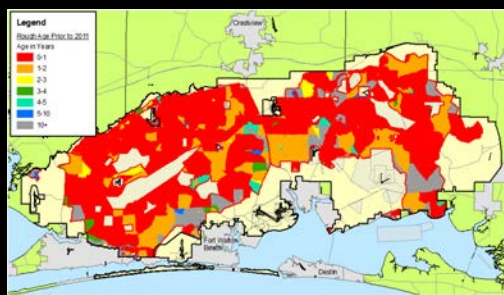 Legend
Rough Age Prior to 2011
Age in Years
0-1
1-2
2-3
3-4
4-5
5-10
10+
Crestview
Fort Walton
Beach
Destin